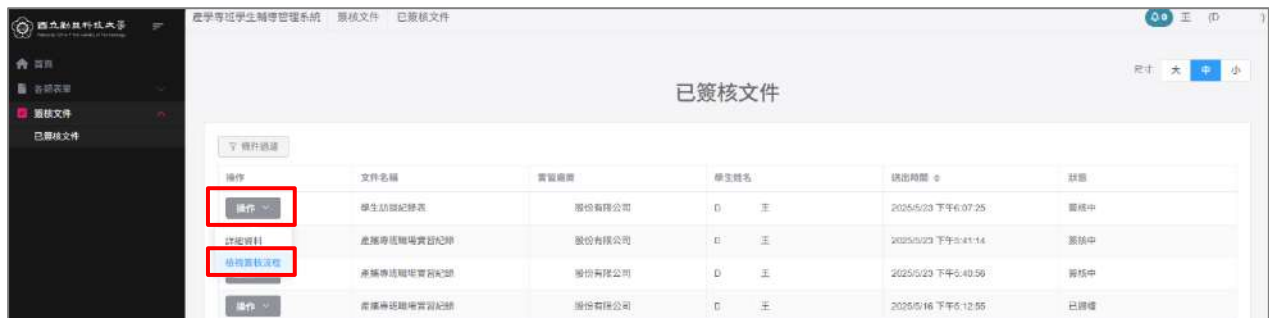 國立勤益科技大學
產學專班學生輔導管理系統 簽核文件 已簽核文件
王 (D )
首頁
各類表單
簽核文件
已簽核文件
尺寸 大 中 小
已簽核文件
條件過濾
操作 文件名稱 實習廠商 學生姓名 送出時間 狀態
操作 學生訪視紀錄表 股份有限公司 D 王 2025/5/23 下午6:07:25 簽核中
詳細資料 產攜專班職場實習紀錄 股份有限公司 D 王 2025/5/23 下午5:41:14 簽核中
檢視簽核流程 產攜專班職場實習紀錄 股份有限公司 D 王 2025/5/23 下午5:40:56 簽核中
操作 產攜專班職場實習紀錄 股份有限公司 D 王 2025/5/16 下午5:12:55